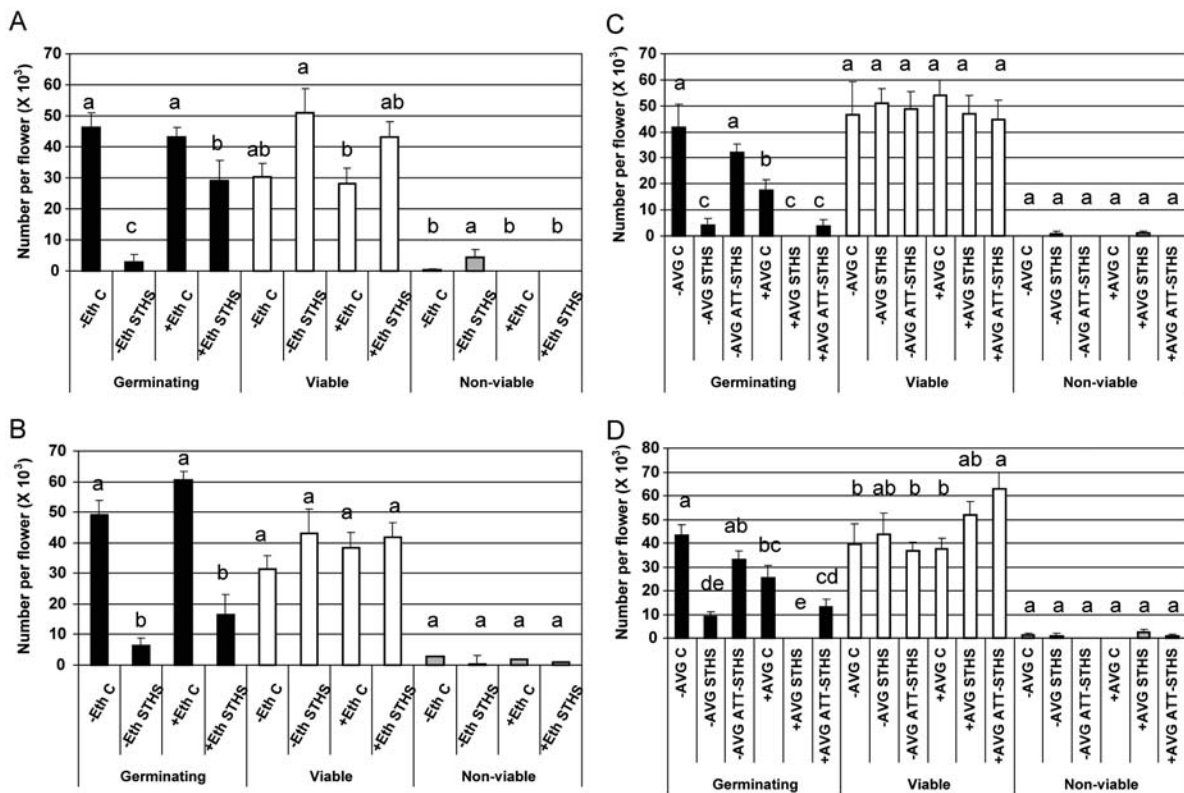 A
Number per flower (X 10³)
70
60
50
40
30
20
10
0
a c a b ab a b ab b a b b
-Eth C -Eth STHS +Eth C +Eth STHS -Eth C -Eth STHS +Eth C +Eth STHS -Eth C -Eth STHS +Eth C +Eth STHS
Germinating Viable Non-viable
B
Number per flower (X 10³)
70
60
50
40
30
20
10
0
a b a b a a a a a a a a
-Eth C -Eth STHS +Eth C +Eth STHS -Eth C -Eth STHS +Eth C +Eth STHS -Eth C -Eth STHS +Eth C +Eth STHS
Germinating Viable Non-viable
C
Number per flower (X 10³)
70
60
50
40
30
20
10
0
a c a b c c a a a a a a a a a a a a
-AVG C -AVG STHS -AVG ATT-STHS +AVG C +AVG STHS +AVG ATT-STHS -AVG C -AVG STHS -AVG ATT-STHS +AVG C +AVG STHS +AVG ATT-STHS -AVG C -AVG STHS -AVG ATT-STHS +AVG C +AVG STHS +AVG ATT-STHS
Germinating Viable Non-viable
D
Number per flower (X 10³)
80
70
60
50
40
30
20
10
0
a de ab bc e cd b ab b b ab a a a a a a a
-AVG C -AVG STHS -AVG ATT-STHS +AVG C +AVG STHS +AVG ATT-STHS -AVG C -AVG STHS -AVG ATT-STHS +AVG C +AVG STHS +AVG ATT-STHS -AVG C -AVG STHS -AVG ATT-STHS +AVG C +AVG STHS +AVG ATT-STHS
Germinating Viable Non-viable